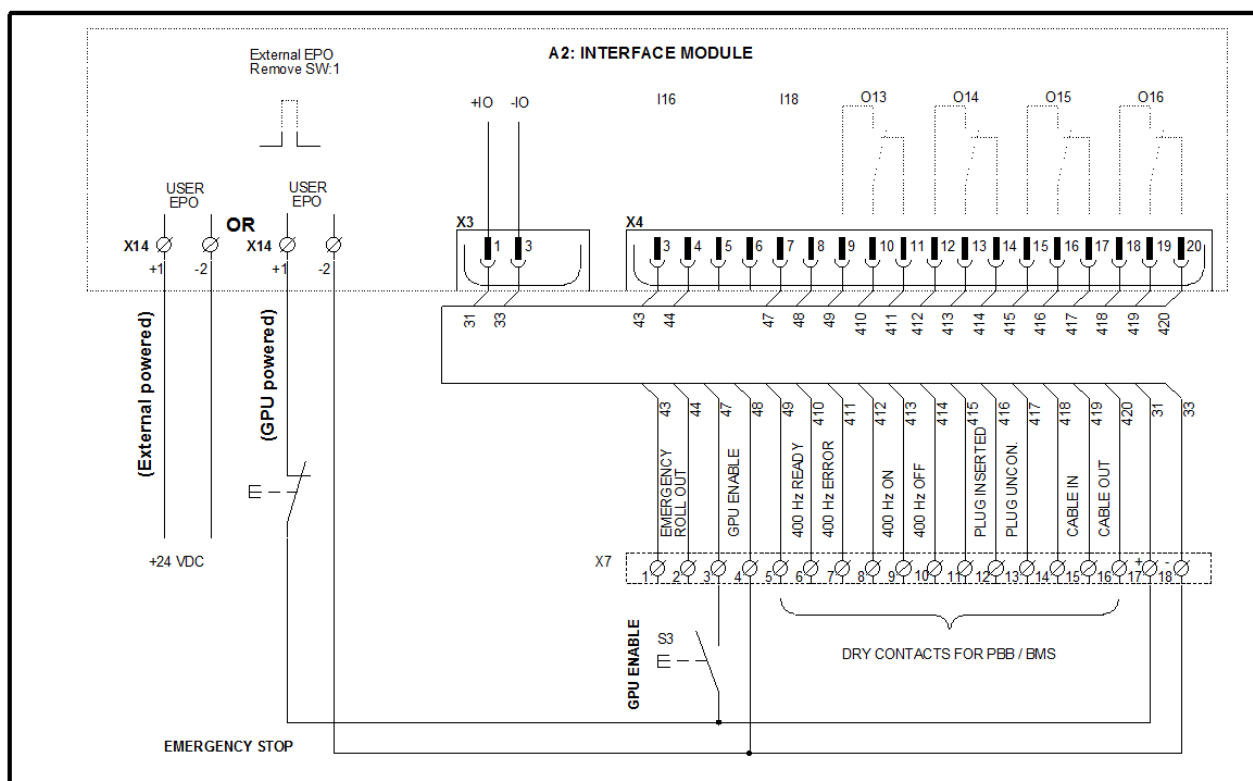 External EPO
Remove SW:1
A2: INTERFACE MODULE
+IO
-IO
I16
I18
O13
O14
O15
O16
USER
EPO
OR
USER
EPO
X14
+1
-2
X14
+1
-2
X3
1
3
X4
3
4
5
6
7
8
9
10
11
12
13
14
15
16
17
18
19
20
31
33
43
44
47
48
49
410
411
412
413
414
415
416
417
418
419
420
(External powered)
(GPU powered)
43
44
47
48
49
410
411
412
413
414
415
416
417
418
419
420
31
33
EMERGENCY
ROLL OUT
GPU ENABLE
400 Hz READY
400 Hz ERROR
400 Hz ON
400 Hz OFF
PLUG INSERTED
PLUG UNCON.
CABLE IN
CABLE OUT
+24 VDC
X7
1
2
3
4
5
6
7
8
9
10
11
12
13
14
15
16
17
18
+
-
GPU ENABLE
S3
DRY CONTACTS FOR PBB / BMS
EMERGENCY STOP